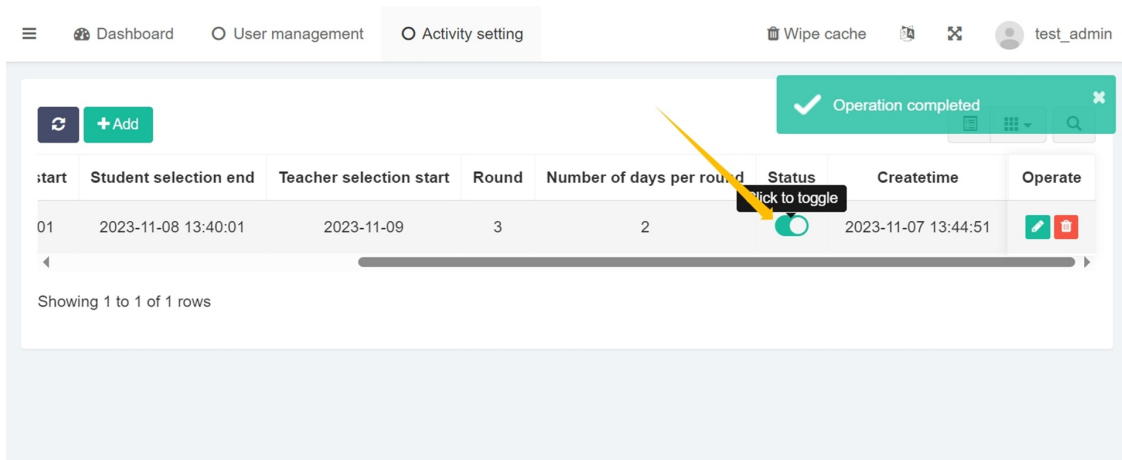 Dashboard User management Activity setting Wipe cache test_admin
Operation completed
Add
start Student selection end Teacher selection start Round Number of days per round Status Createtime Operate
Click to toggle
01 2023-11-08 13:40:01 2023-11-09 3 2 2023-11-07 13:44:51
Showing 1 to 1 of 1 rows